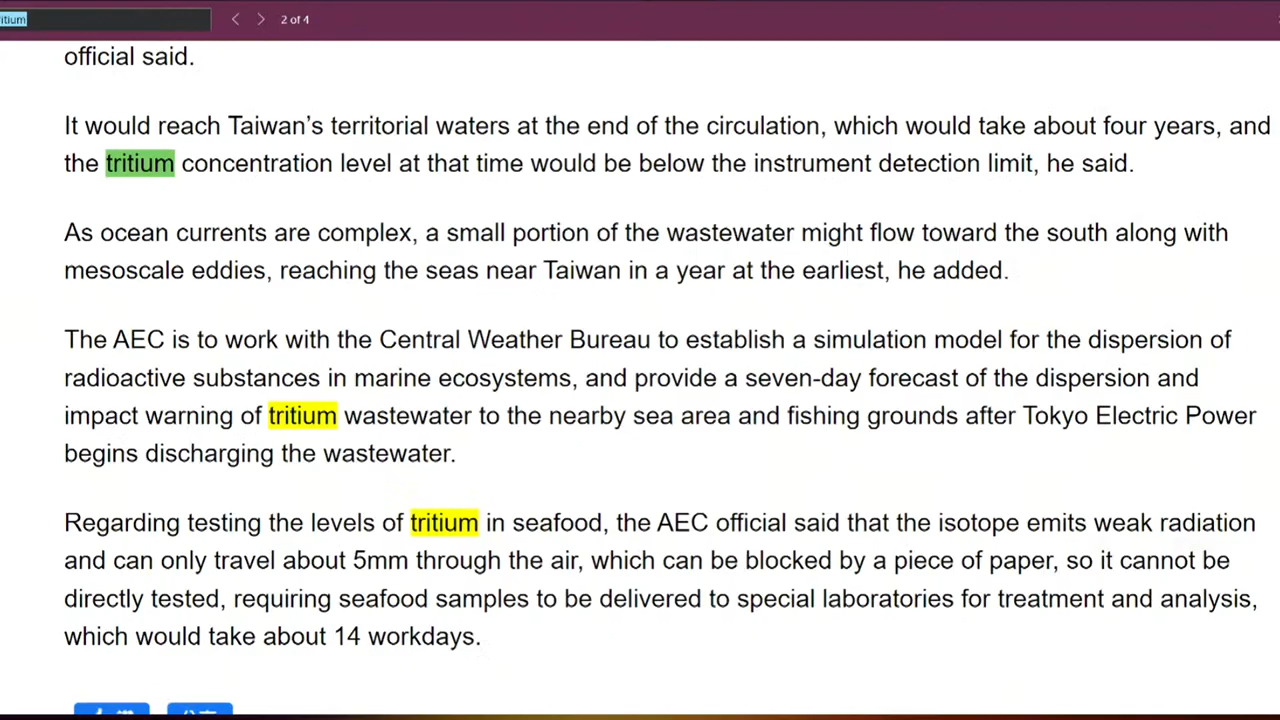 ritium
2 of 4
official said.
It would reach Taiwan’s territorial waters at the end of the circulation, which would take about four years, and
the tritium concentration level at that time would be below the instrument detection limit, he said.
As ocean currents are complex, a small portion of the wastewater might flow toward the south along with
mesoscale eddies, reaching the seas near Taiwan in a year at the earliest, he added.
The AEC is to work with the Central Weather Bureau to establish a simulation model for the dispersion of
radioactive substances in marine ecosystems, and provide a seven-day forecast of the dispersion and
impact warning of tritium wastewater to the nearby sea area and fishing grounds after Tokyo Electric Power
begins discharging the wastewater.
Regarding testing the levels of tritium in seafood, the AEC official said that the isotope emits weak radiation
and can only travel about 5mm through the air, which can be blocked by a piece of paper, so it cannot be
directly tested, requiring seafood samples to be delivered to special laboratories for treatment and analysis,
which would take about 14 workdays.